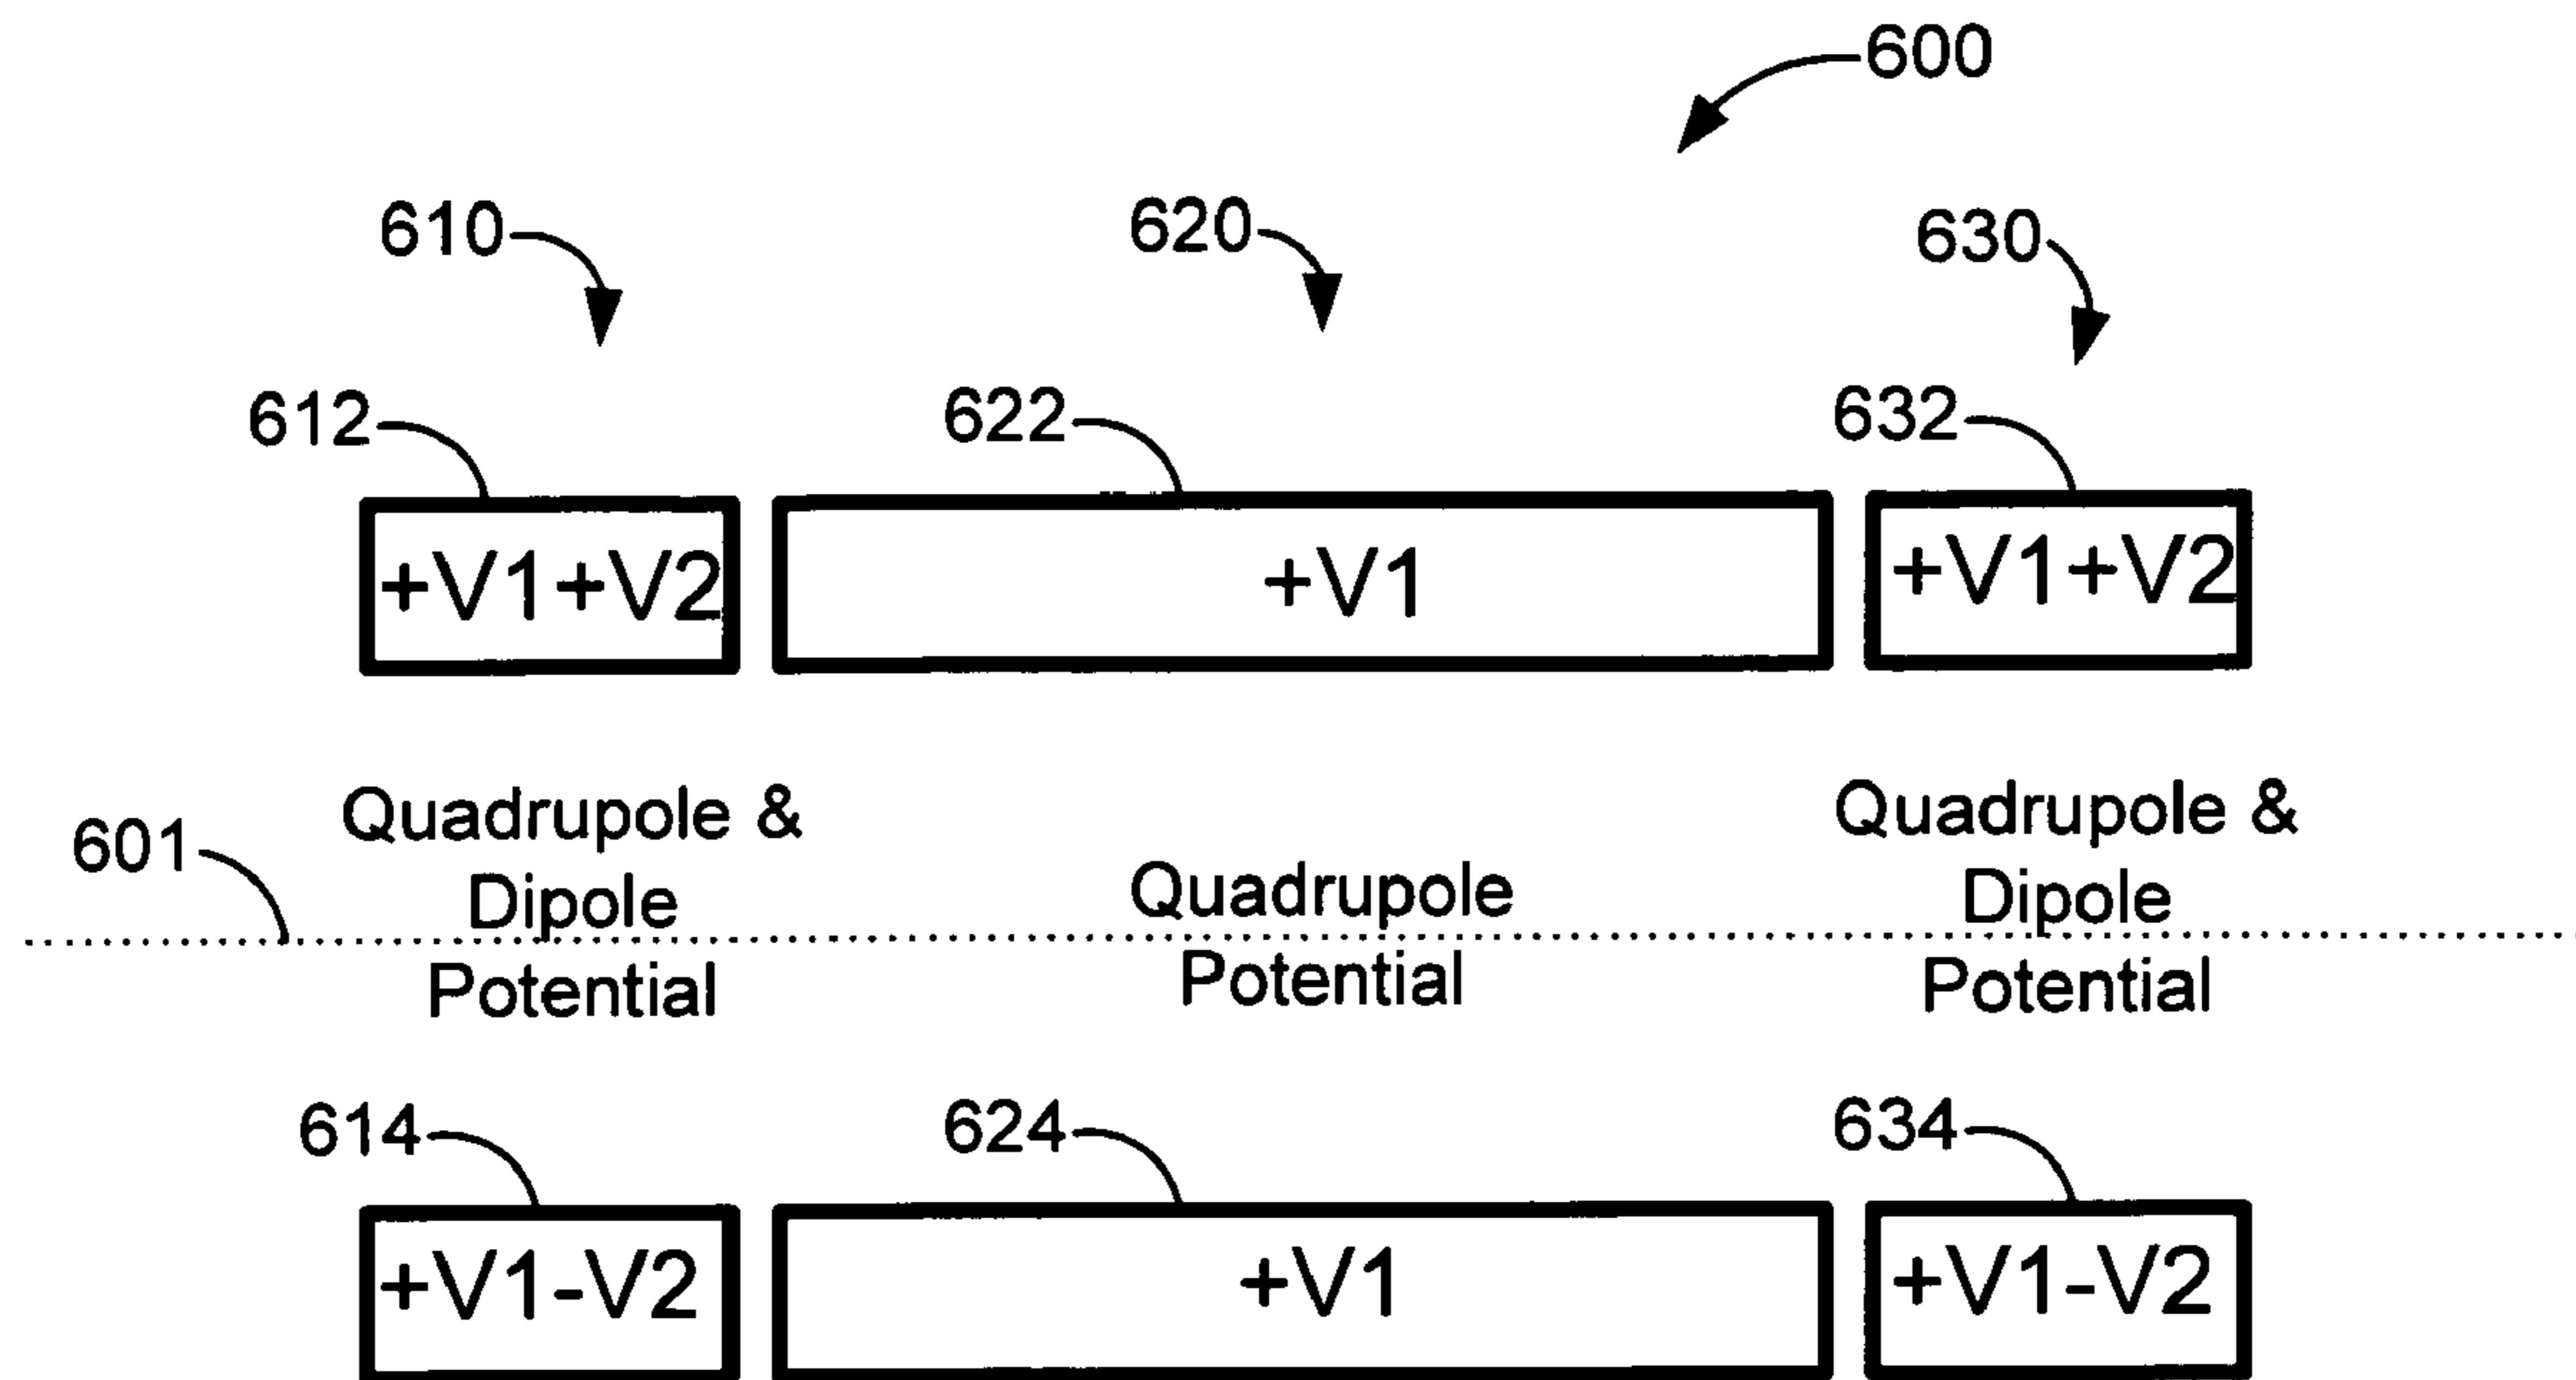 600
610 620 630
612 622 632
+V1+V2 +V1 +V1+V2
Quadrupole & Quadrupole &
601 Dipole Quadrupole Dipole
Potential Potential Potential
614 624 634
+V1-V2 +V1 +V1-V2